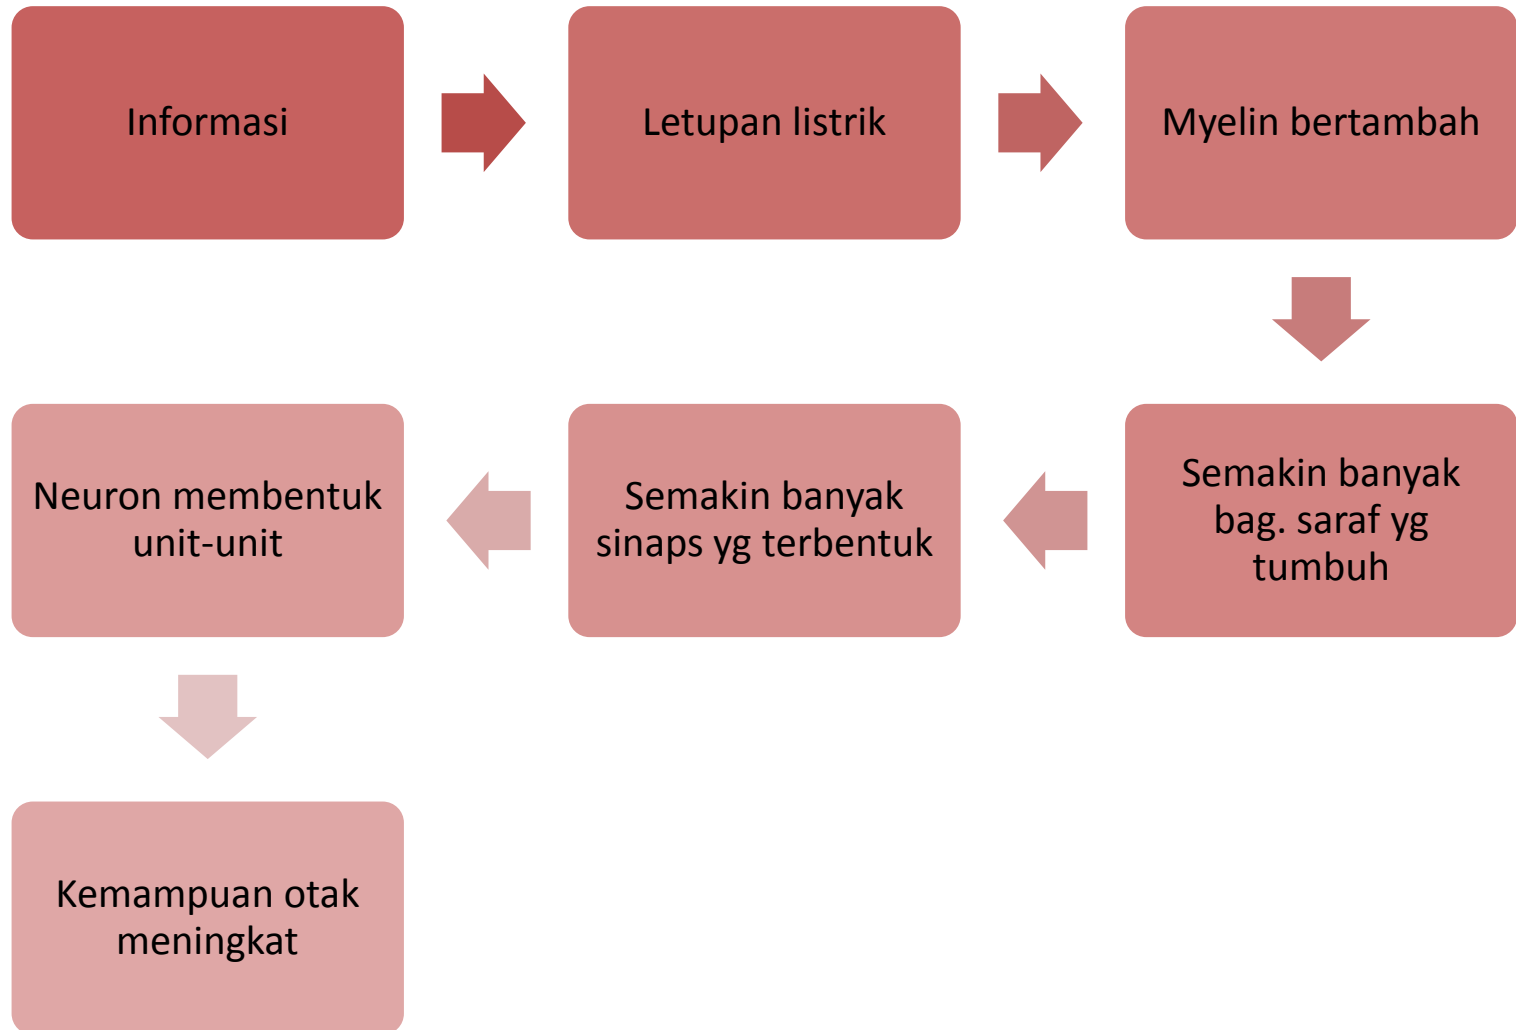 Informasi
Letupan listrik
Myelin bertambah
Semakin banyak
bag. saraf yg
tumbuh
Semakin banyak
sinaps yg terbentuk
Neuron membentuk
unit-unit
Kemampuan otak
meningkat